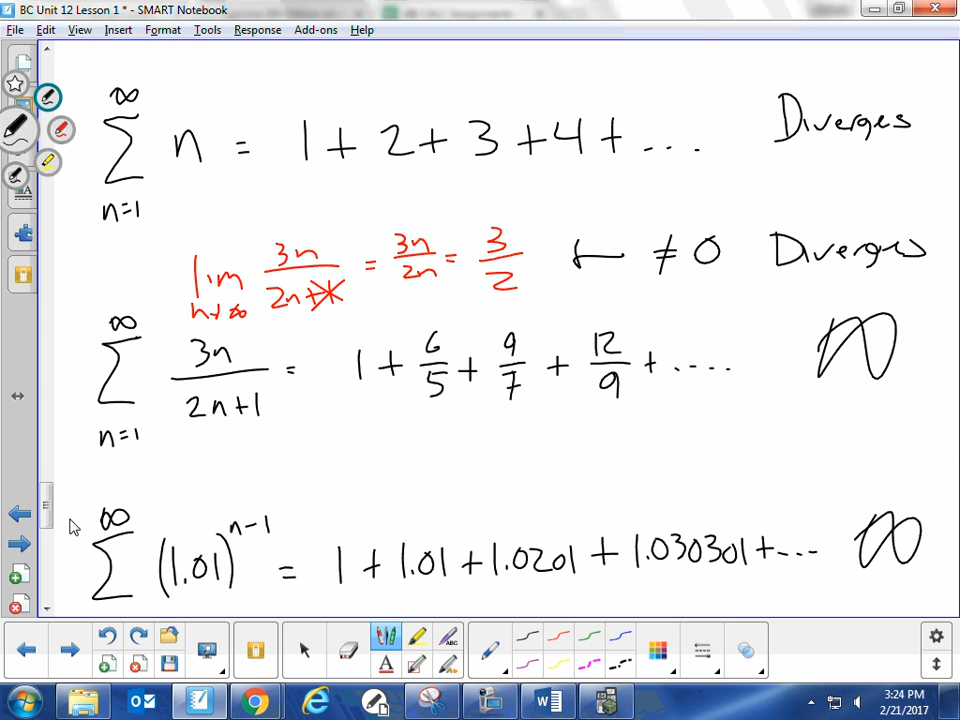 BC Unit 12 Lesson 1 * - SMART Notebook
File Edit View Insert Format Tools Response Add-ons Help
∞
∑ n = 1 + 2 + 3 + 4 + ... Diverges
n=1
lim 3n/2n+1 = 3n/2n = 3/2 ← ≠ 0 Diverges
n→∞
∞
∑ 3n/2n+1 = 1 + 6/5 + 9/7 + 12/9 + .... ∞
n=1
∞
∑ (1.01)^n-1 = 1 + 1.01 + 1.0201 + 1.030301 + ... ∞
A
ABC
3:24 PM
2/21/2017